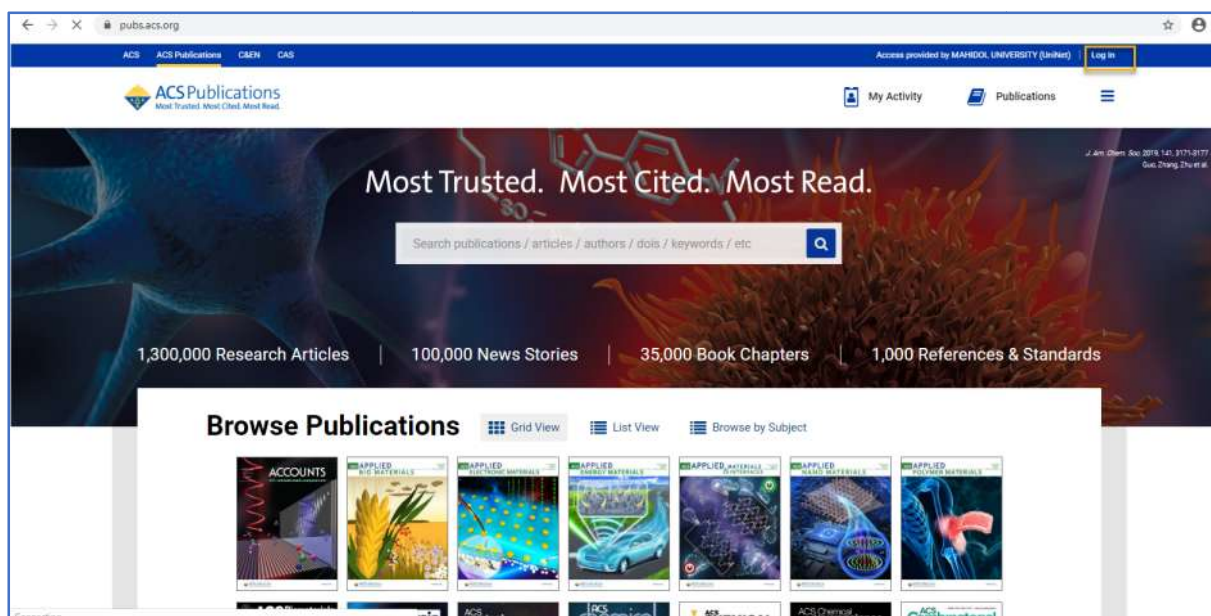 pubs.acs.org
ACS ACS Publications C&EN CAS Access provided by MAHIDOL UNIVERSITY (UniNet) Log In
ACS Publications
Most Trusted. Most Cited. Most Read.
My Activity Publications
J. Am. Chem. Soc. 2019, 141, 3171-3177
Guo, Zhang, Zhu et al.
SO-
Most Trusted. Most Cited. Most Read.
Search publications / articles / authors / dois / keywords / etc
1,300,000 Research Articles 100,000 News Stories 35,000 Book Chapters 1,000 References & Standards
Browse Publications Grid View List View Browse by Subject
ACCOUNTS
APPLIED BIO MATERIALS
APPLIED ELECTRONIC MATERIALS
APPLIED ENERGY MATERIALS
APPLIED MATERIALS & INTERFACES
APPLIED NANO MATERIALS
APPLIED POLYMER MATERIALS
ACS
ACS
ACS
ACS
ACS Chemical
ACS